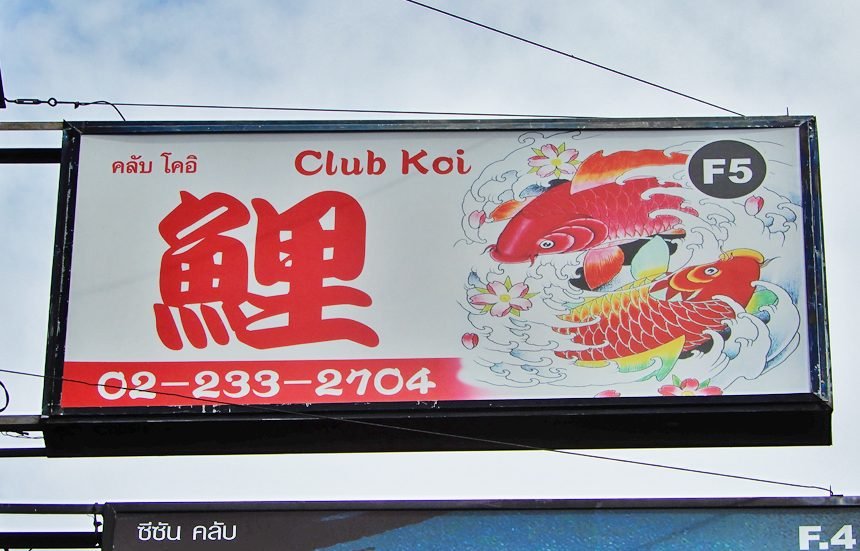 คลับ โคอิ
Club Koi
F5
鯉
02-233-2704
ซีซัน คลับ
F.4